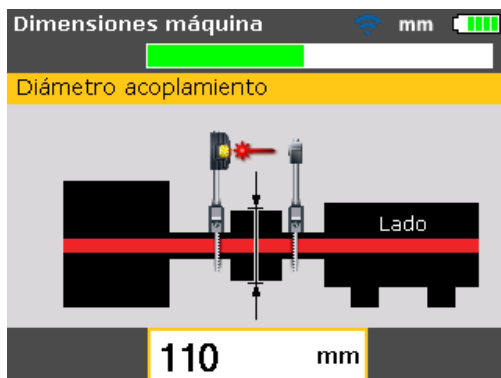 Dimensiones máquina mm
Diámetro acoplamiento
Lado
110 mm